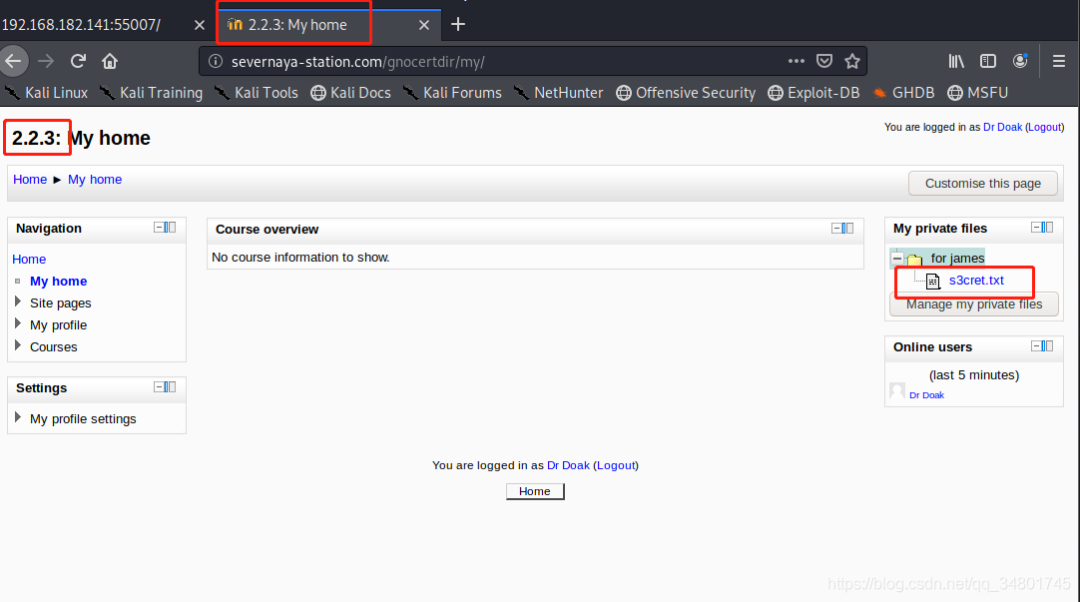 192.168.182.141:55007/
2.2.3: My home
severnaya-station.com/gnocertdir/my/
Kali Linux Kali Training Kali Tools Kali Docs Kali Forums NetHunter Offensive Security Exploit-DB GHDB MSFU
2.2.3: My home
You are logged in as Dr Doak (Logout)
Home ► My home
Customise this page
Navigation
Home
My home
Site pages
My profile
Courses
Settings
My profile settings
Course overview
No course information to show.
My private files
for james
s3cret.txt
Manage my private files
Online users
(last 5 minutes)
Dr Doak
You are logged in as Dr Doak (Logout)
Home
https://blog.csdn.net/qq_34801745